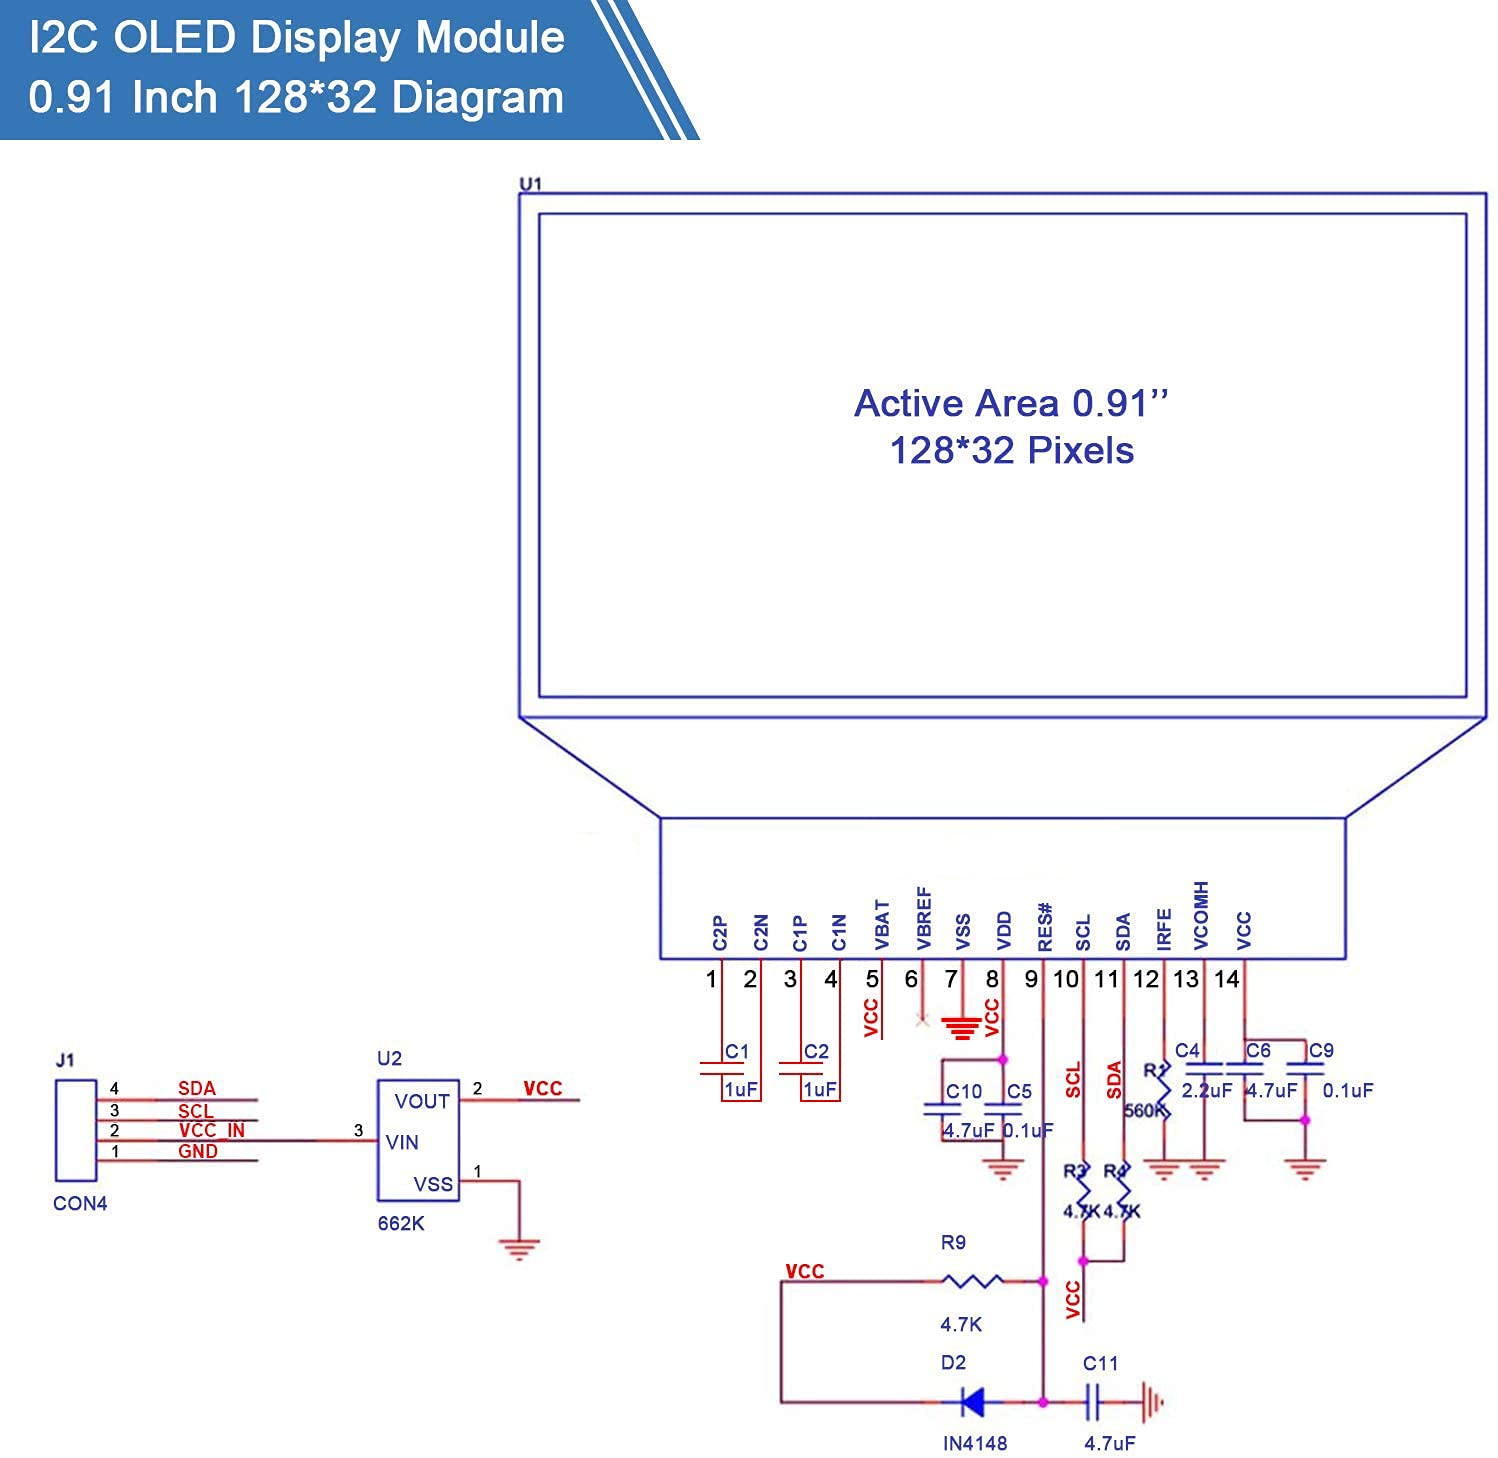 I2C OLED Display Module
0.91 Inch 128*32 Diagram
U1
Active Area 0.91’’
128*32 Pixels
C2P C2N C1P C1N VBAT VBREF VSS VDD RES# SCL SDA IRFE VCOMH VCC
1 2 3 4 5 6 7 8 9 10 11 12 13 14
VCC VCC
C1 C2
1uF 1uF
C10 C5
4.7uF 0.1uF
SCL SDA
R1
560K
C4 C6 C9
2.2uF 4.7uF 0.1uF
R3 R4
4.7K 4.7K
VCC
J1
4 SDA
3 SCL
2 VCC_IN
1 GND
CON4
U2
VOUT 2 VCC
3 VIN
VSS 1
662K
R9
VCC
4.7K
D2 C11
IN4148 4.7uF